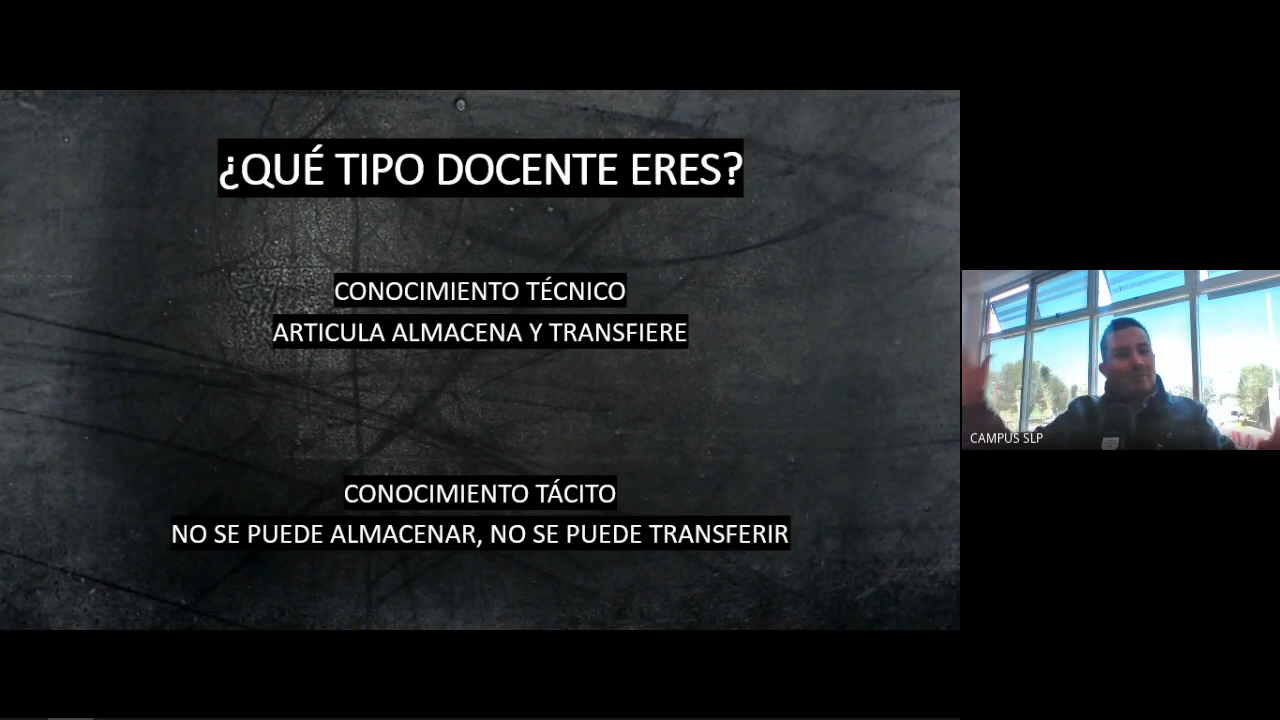 ¿QUÉ TIPO DOCENTE ERES?
CONOCIMIENTO TÉCNICO
ARTICULA ALMACENA Y TRANSFIERE
CONOCIMIENTO TÁCITO
NO SE PUEDE ALMACENAR, NO SE PUEDE TRANSFERIR
CAMPUS SLP